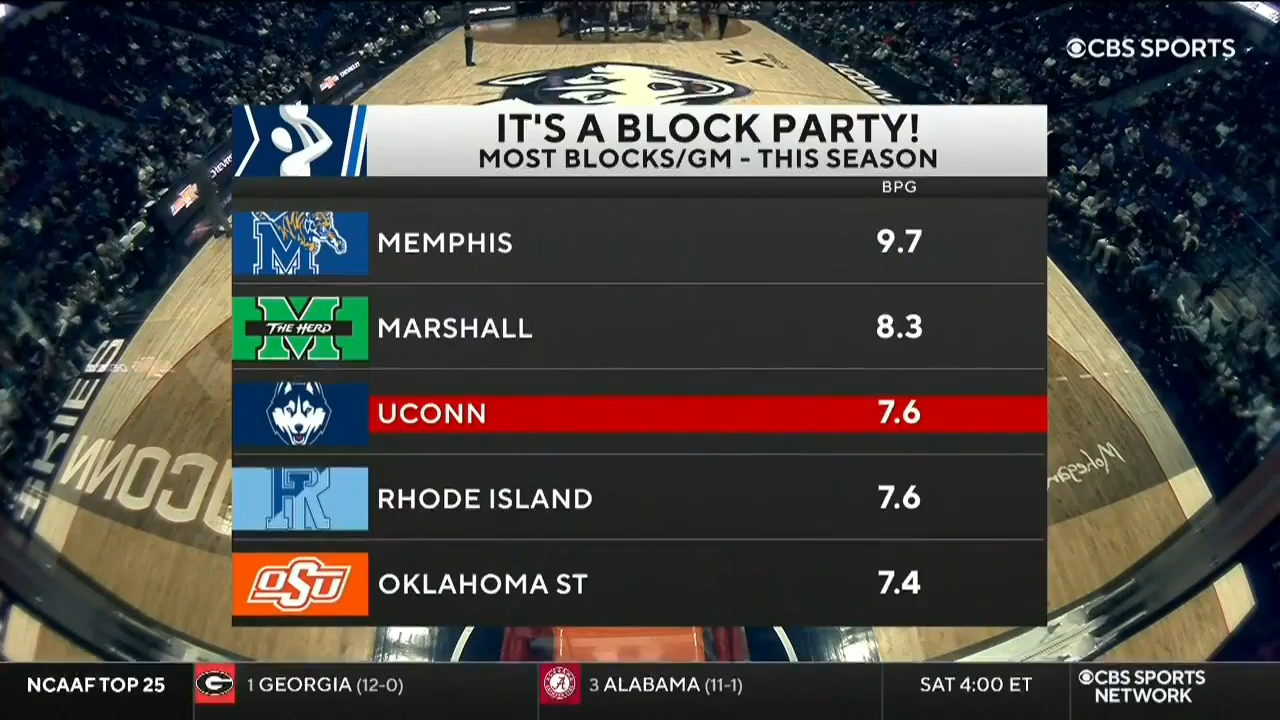 CBS SPORTS
IT'S A BLOCK PARTY!
MOST BLOCKS/GM - THIS SEASON
BPG
MEMPHIS 9.7
THE HERD
MARSHALL 8.3
UCONN 7.6
RHODE ISLAND 7.6
OSU
OKLAHOMA ST 7.4
UCONN
Mohegan
NCAAF TOP 25 G 1 GEORGIA (12-0) 3 ALABAMA (11-1) SAT 4:00 ET CBS SPORTS
NETWORK